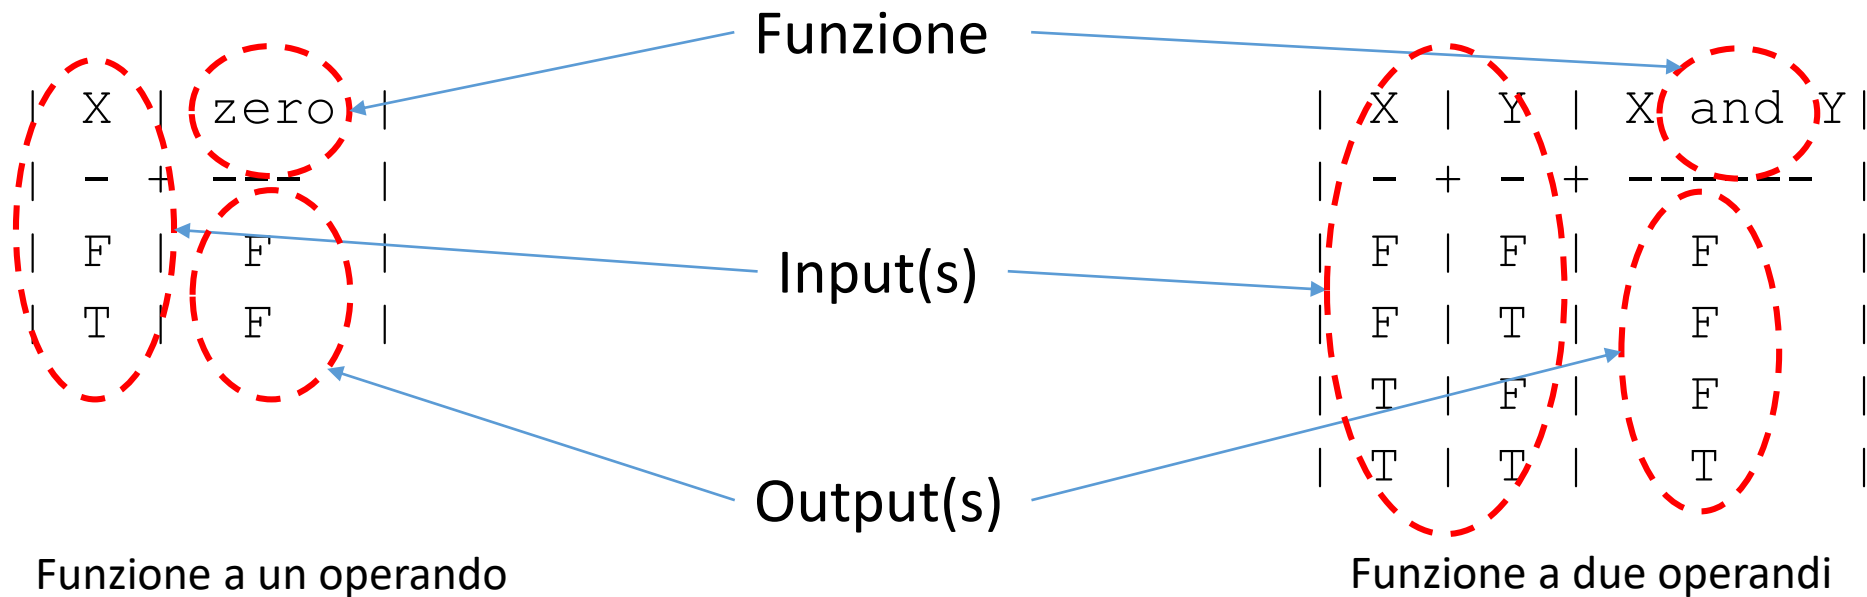 Funzione
| X | zero |
| - + --- |
| F | F |
| T | F |
| X | Y | X and Y|
| - + - + ------ |
| F | F | F |
| F | T | F |
| T | F | F |
| T | T | T |
Input(s)
Output(s)
Funzione a un operando
Funzione a due operandi